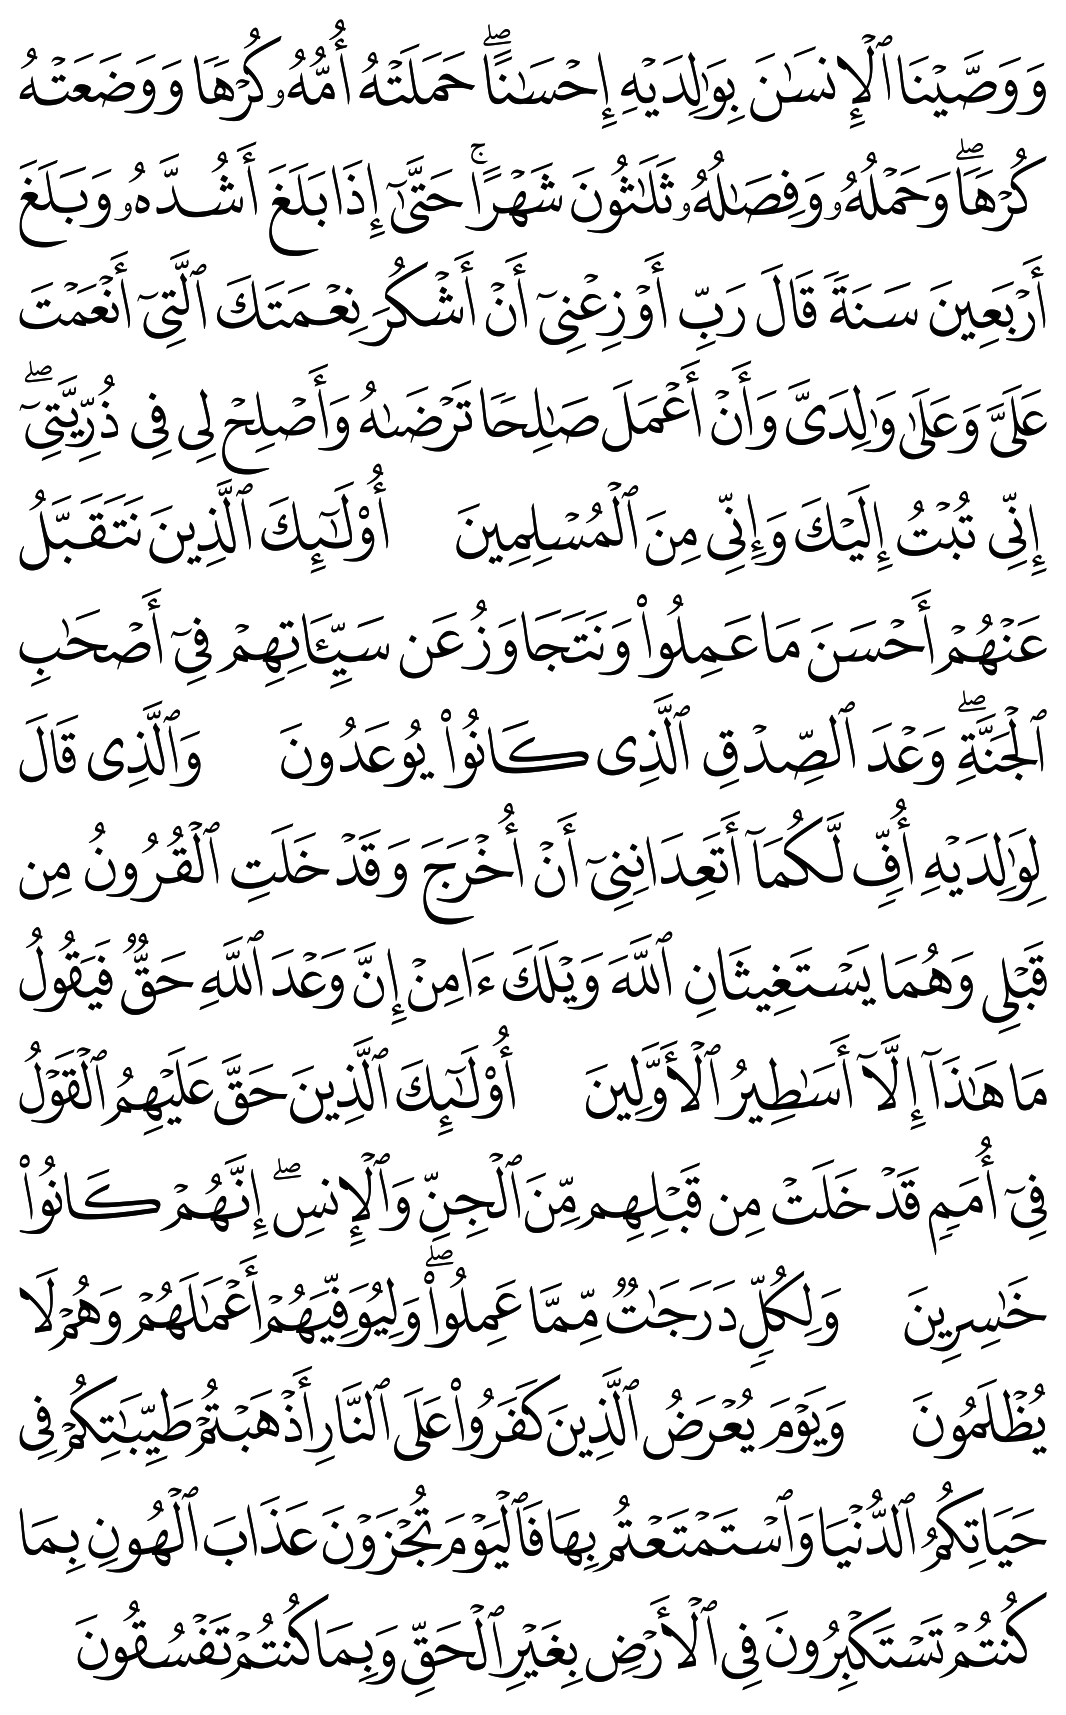 وَوَصَّيْنَا ٱلْإِنسَٰنَ بِوَٰلِدَيْهِ إِحْسَٰنًا ۖ حَمَلَتْهُ أُمُّهُۥ كُرْهًا وَوَضَعَتْهُ
كُرْهًا ۖ وَحَمْلُهُۥ وَفِصَٰلُهُۥ ثَلَٰثُونَ شَهْرًا ۚ حَتَّىٰٓ إِذَا بَلَغَ أَشُدَّهُۥ وَبَلَغَ
أَرْبَعِينَ سَنَةً قَالَ رَبِّ أَوْزِعْنِىٓ أَنْ أَشْكُرَ نِعْمَتَكَ ٱلَّتِىٓ أَنْعَمْتَ
عَلَىَّ وَعَلَىٰ وَٰلِدَىَّ وَأَنْ أَعْمَلَ صَٰلِحًا تَرْضَىٰهُ وَأَصْلِحْ لِى فِى ذُرِّيَّتِىٓ ۖ
إِنِّى تُبْتُ إِلَيْكَ وَإِنِّى مِنَ ٱلْمُسْلِمِينَ أُو۟لَٰٓئِكَ ٱلَّذِينَ نَتَقَبَّلُ
عَنْهُمْ أَحْسَنَ مَا عَمِلُوا۟ وَنَتَجَاوَزُ عَن سَيِّـَٔاتِهِمْ فِىٓ أَصْحَٰبِ
ٱلْجَنَّةِ ۖ وَعْدَ ٱلصِّدْقِ ٱلَّذِى كَانُوا۟ يُوعَدُونَ وَٱلَّذِى قَالَ
لِوَٰلِدَيْهِ أُفٍّ لَّكُمَآ أَتَعِدَانِنِىٓ أَنْ أُخْرَجَ وَقَدْ خَلَتِ ٱلْقُرُونُ مِن
قَبْلِى وَهُمَا يَسْتَغِيثَانِ ٱللَّهَ وَيْلَكَ ءَامِنْ إِنَّ وَعْدَ ٱللَّهِ حَقٌّ فَيَقُولُ
مَا هَٰذَآ إِلَّآ أَسَٰطِيرُ ٱلْأَوَّلِينَ أُو۟لَٰٓئِكَ ٱلَّذِينَ حَقَّ عَلَيْهِمُ ٱلْقَوْلُ
فِىٓ أُمَمٍ قَدْ خَلَتْ مِن قَبْلِهِم مِّنَ ٱلْجِنِّ وَٱلْإِنسِ ۖ إِنَّهُمْ كَانُوا۟
خَٰسِرِينَ وَلِكُلٍّ دَرَجَٰتٌ مِّمَّا عَمِلُوا۟ ۖ وَلِيُوَفِّيَهُمْ أَعْمَٰلَهُمْ وَهُمْ لَا
يُظْلَمُونَ وَيَوْمَ يُعْرَضُ ٱلَّذِينَ كَفَرُوا۟ عَلَى ٱلنَّارِ أَذْهَبْتُمْ طَيِّبَٰتِكُمْ فِى
حَيَاتِكُمُ ٱلدُّنْيَا وَٱسْتَمْتَعْتُم بِهَا فَٱلْيَوْمَ تُجْزَوْنَ عَذَابَ ٱلْهُونِ بِمَا
كُنتُمْ تَسْتَكْبِرُونَ فِى ٱلْأَرْضِ بِغَيْرِ ٱلْحَقِّ وَبِمَا كُنتُمْ تَفْسُقُونَ